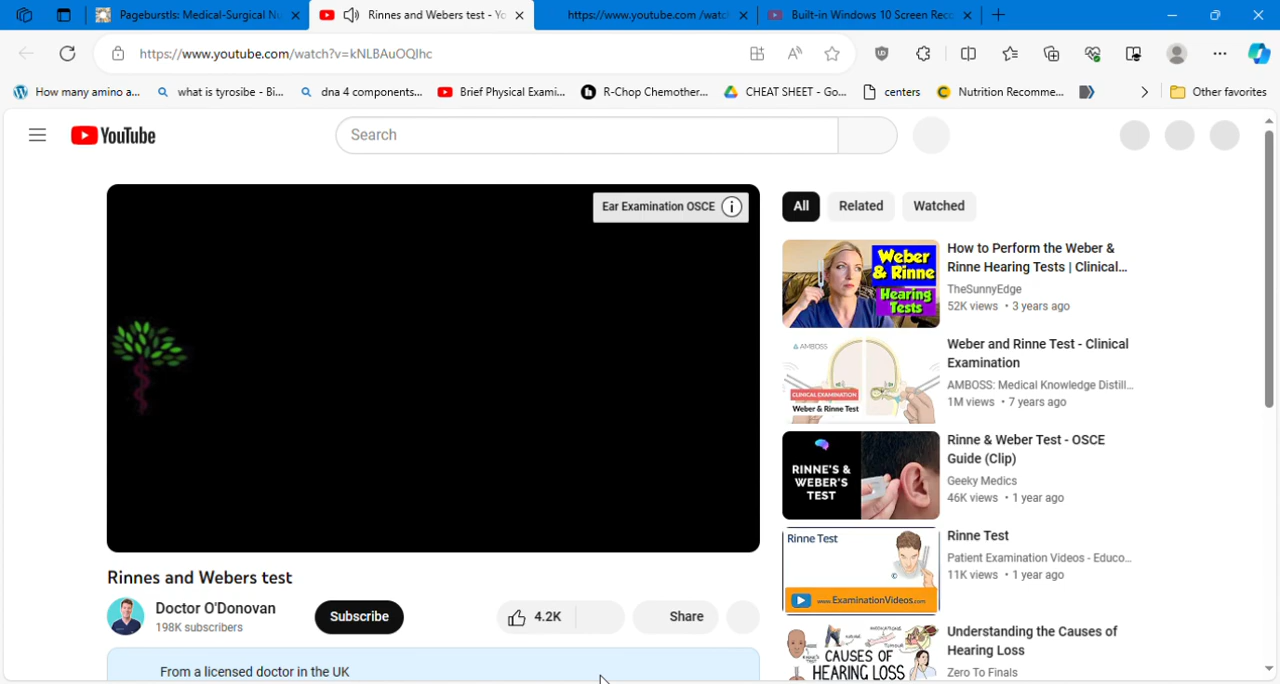 Pageburstls: Medical-Surgical Nu
Rinnes and Webers test - Yo
https://www.youtube.com/watc
Built-in Windows 10 Screen Reco
https://www.youtube.com/watch?v=kNLBAuOQIhc
How many amino a...
what is tyrosibe - Bi...
dna 4 components...
Brief Physical Exami...
R-Chop Chemother...
CHEAT SHEET - Go...
centers
Nutrition Recomme...
Other favorites
YouTube
Search
Ear Examination OSCE
All
Related
Watched
Weber & Rinne Hearing Tests
How to Perform the Weber &
Rinne Hearing Tests | Clinical...
TheSunnyEdge
52K views • 3 years ago
AMBOSS
CLINICAL EXAMINATION
Weber & Rinne Test
Weber and Rinne Test - Clinical
Examination
AMBOSS: Medical Knowledge Distill...
1M views • 7 years ago
RINNE'S &
WEBER'S
TEST
Rinne & Weber Test - OSCE
Guide (Clip)
Geeky Medics
46K views • 1 year ago
Rinne Test
www.ExaminationVideos.com
Rinne Test
Patient Examination Videos - Educo...
11K views • 1 year ago
CAUSES OF
HEARING LOSS
Understanding the Causes of
Hearing Loss
Zero To Finals
Rinnes and Webers test
Doctor O'Donovan
198K subscribers
Subscribe
4.2K
Share
From a licensed doctor in the UK